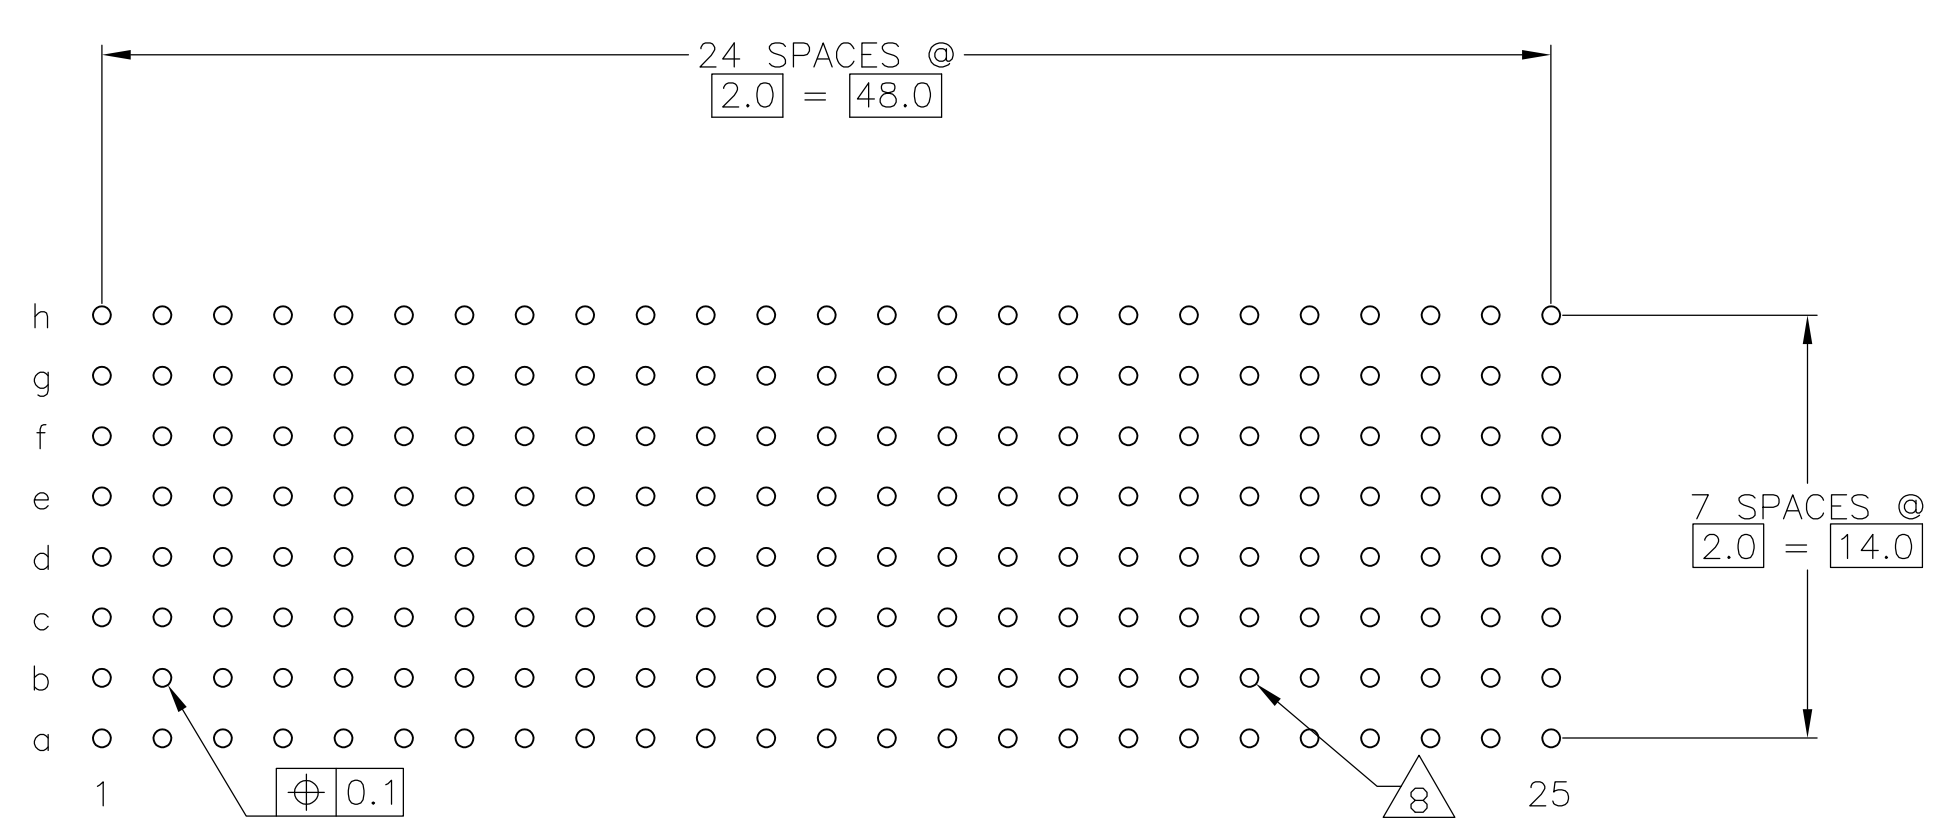 24 SPACES @
2.0 = 48.0
h
g
f
e
7 SPACES @
2.0 = 14.0
d
c
b
a
1
⌖ 0.1
8
25